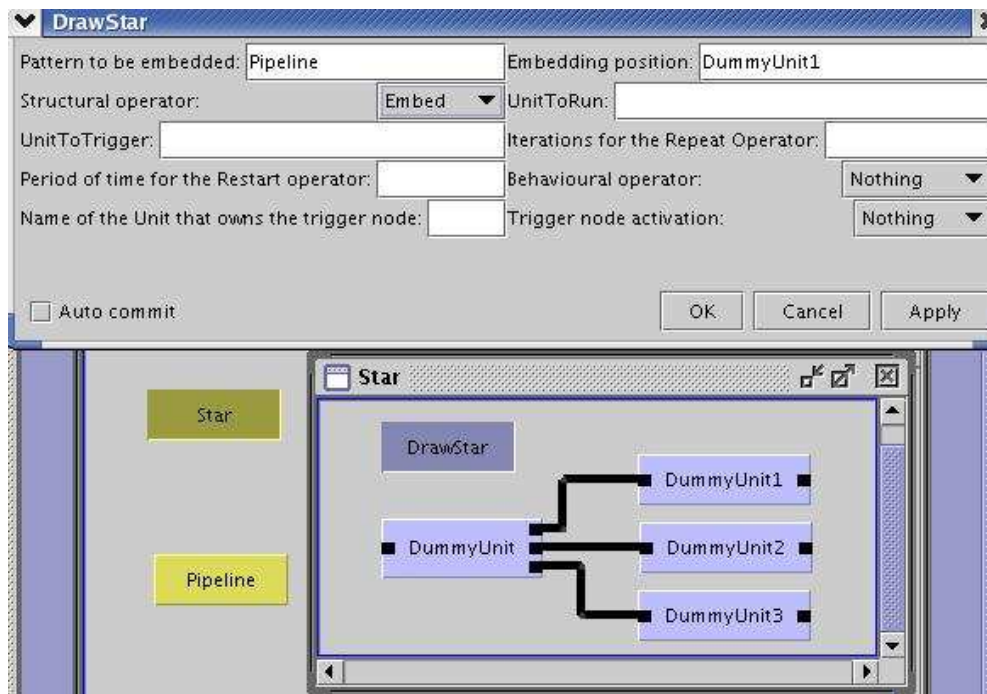 DrawStar
Pattern to be embedded: Pipeline Embedding position: DummyUnit1
Structural operator: Embed UnitToRun:
UnitToTrigger: Iterations for the Repeat Operator:
Period of time for the Restart operator: Behavioural operator: Nothing
Name of the Unit that owns the trigger node: Trigger node activation: Nothing
Auto commit OK Cancel Apply
Star
Star
DrawStar
DummyUnit1
DummyUnit DummyUnit2
Pipeline
DummyUnit3